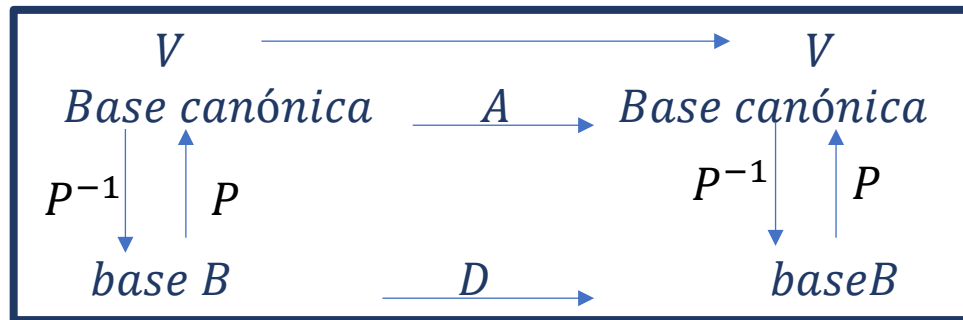 V V
Base canónica A Base canónica
P⁻¹ P P⁻¹ P
base B D baseB